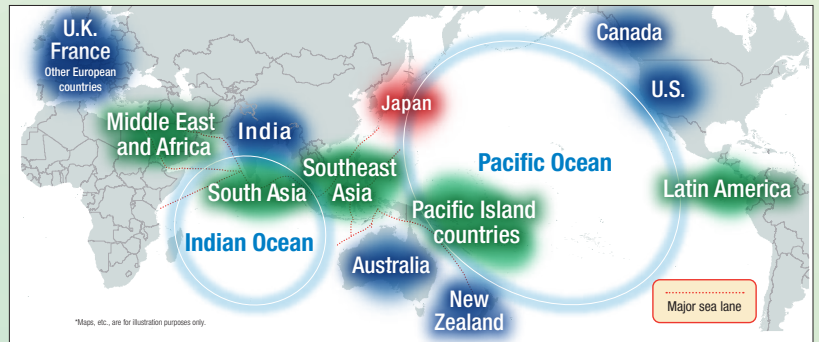 U.K.
France
Other European
countries
Canada
U.S.
Japan
Middle East
and Africa
India
Southeast
Asia
South Asia
Pacific Ocean
Latin America
Pacific Island
countries
Indian Ocean
Australia
New
Zealand
Major sea lane
*Maps, etc., are for illustration purposes only.